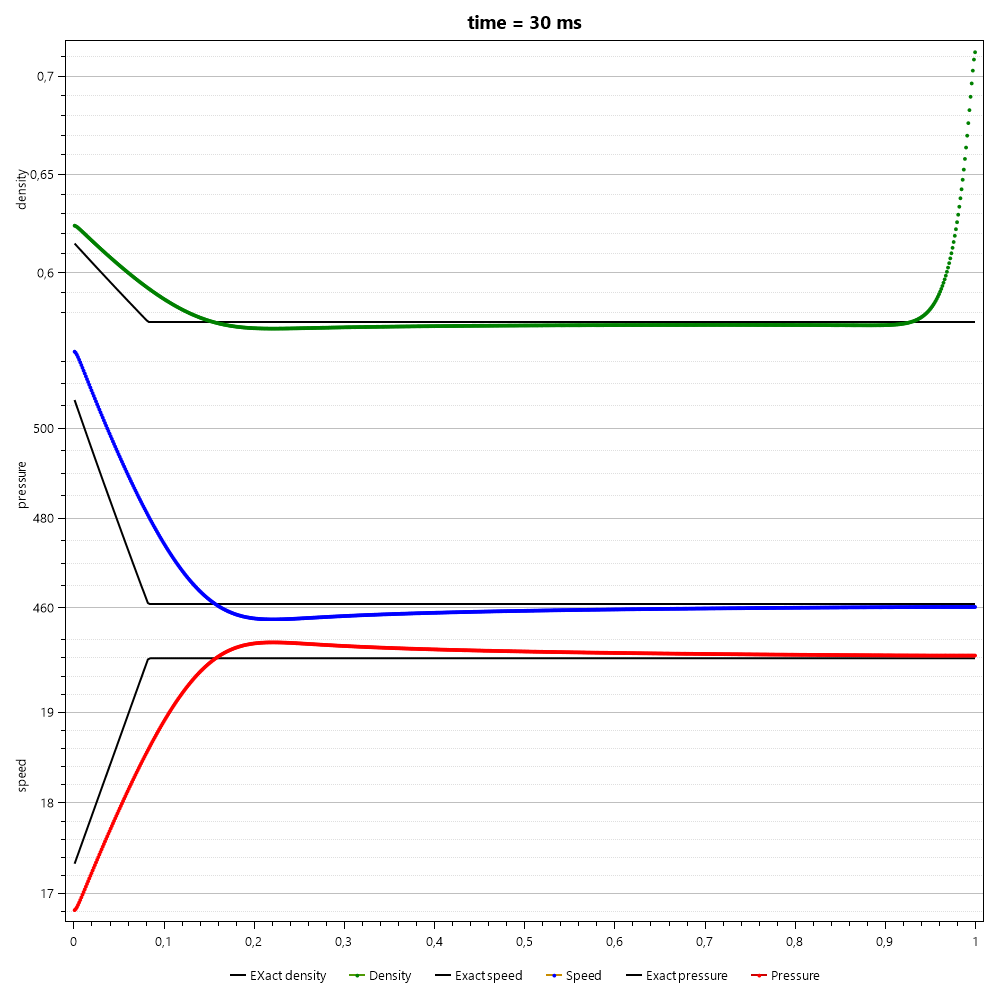 time = 30 ms
0,7
0,65
0,6
density
500
480
460
pressure
19
18
17
speed
0 0,1 0,2 0,3 0,4 0,5 0,6 0,7 0,8 0,9 1
EXact density Density Exact speed Speed Exact pressure Pressure